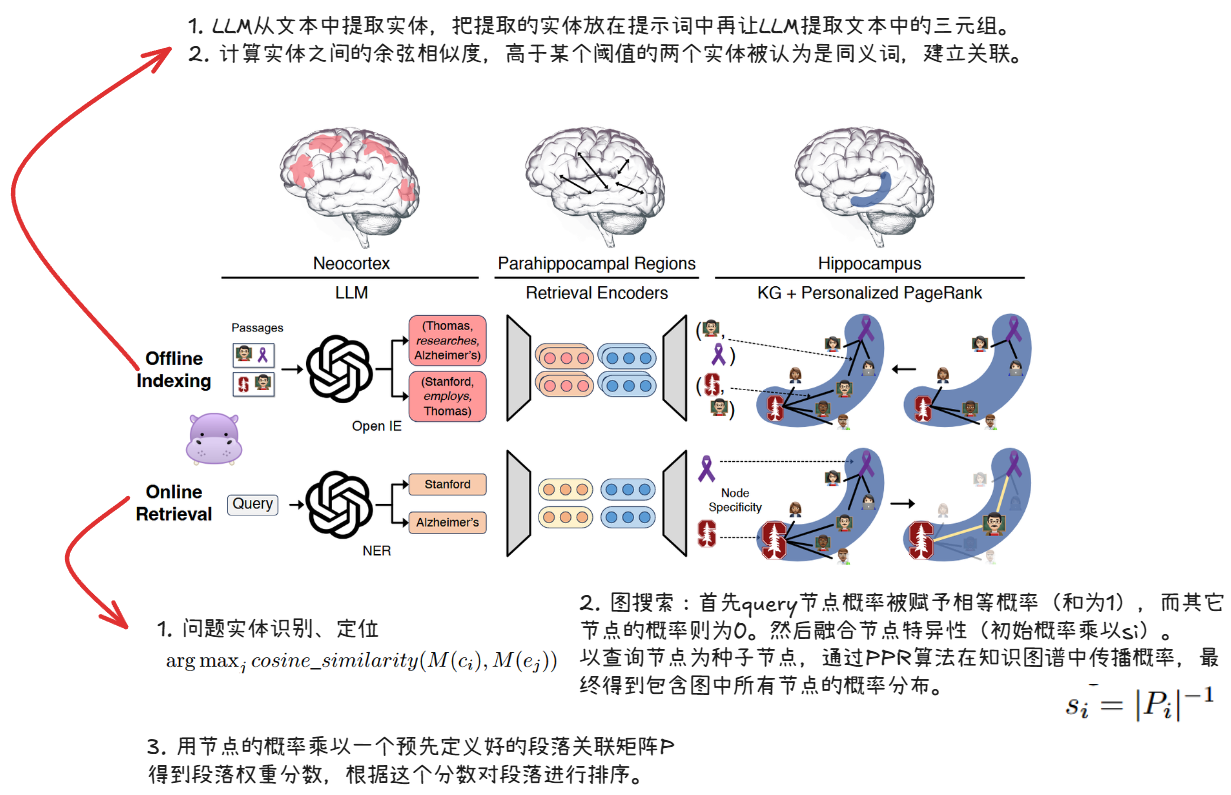 1. LLM从文本中提取实体，把提取的实体放在提示词中再让LLM提取文本中的三元组。
2. 计算实体之间的余弦相似度，高于某个阈值的两个实体被认为是同义词，建立关联。
Neocortex
Parahippocampal Regions
Hippocampus
LLM
Retrieval Encoders
KG + Personalized PageRank
Offline
Indexing
Passages
(Thomas,
researches,
Alzheimer's)
(Stanford,
employs,
Thomas)
Open IE
( ,
)
( ,
)
Online
Retrieval
Query
Stanford
Alzheimer's
NER
Node
Specificity
1. 问题实体识别、定位
arg max_j cosine_similarity(M(c_i), M(e_j))
2. 图搜索：首先query节点概率被赋予相等概率（和为1），而其它
节点的概率则为0。然后融合节点特异性（初始概率乘以si）。
以查询节点为种子节点，通过PPR算法在知识图谱中传播概率，最
终得到包含图中所有节点的概率分布。
s_i = |P_i|^{-1}
3. 用节点的概率乘以一个预先定义好的段落关联矩阵P
得到段落权重分数，根据这个分数对段落进行排序。